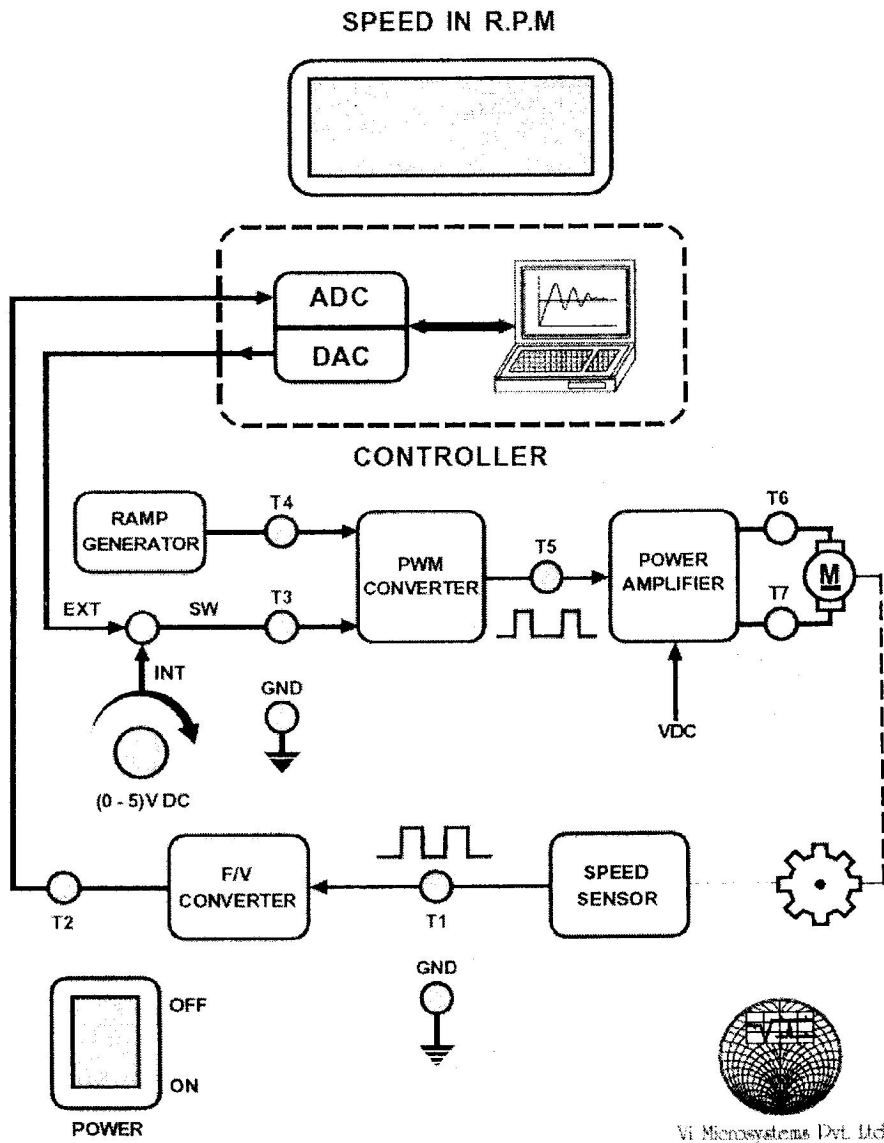 SPEED IN R.P.M
ADC
DAC
CONTROLLER
RAMP
GENERATOR
T4
PWM
CONVERTER
T5
POWER
AMPLIFIER
T6
M
T7
EXT
SW
T3
INT
GND
VDC
(0 - 5)V DC
F/V
CONVERTER
T2
T1
SPEED
SENSOR
GND
OFF
ON
POWER
Vi Microsystems Pvt. Ltd